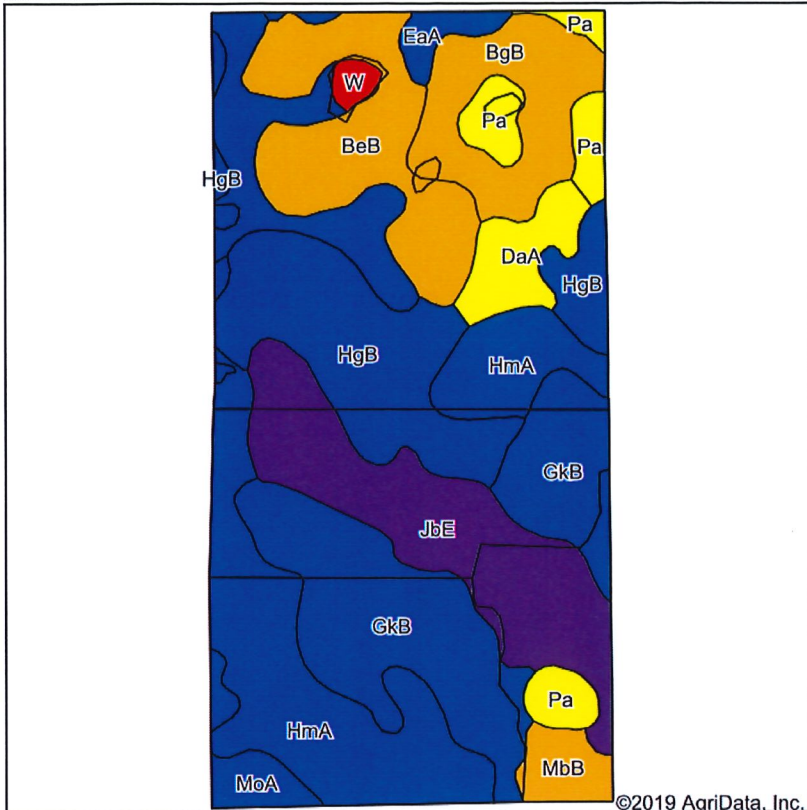 Pa
EaA
BgB
W
Pa
BeB
Pa
HgB
DaA
HgB
HgB
HmA
GkB
JbE
GkB
Pa
HmA
MbB
MoA
©2019 AgriData, Inc.